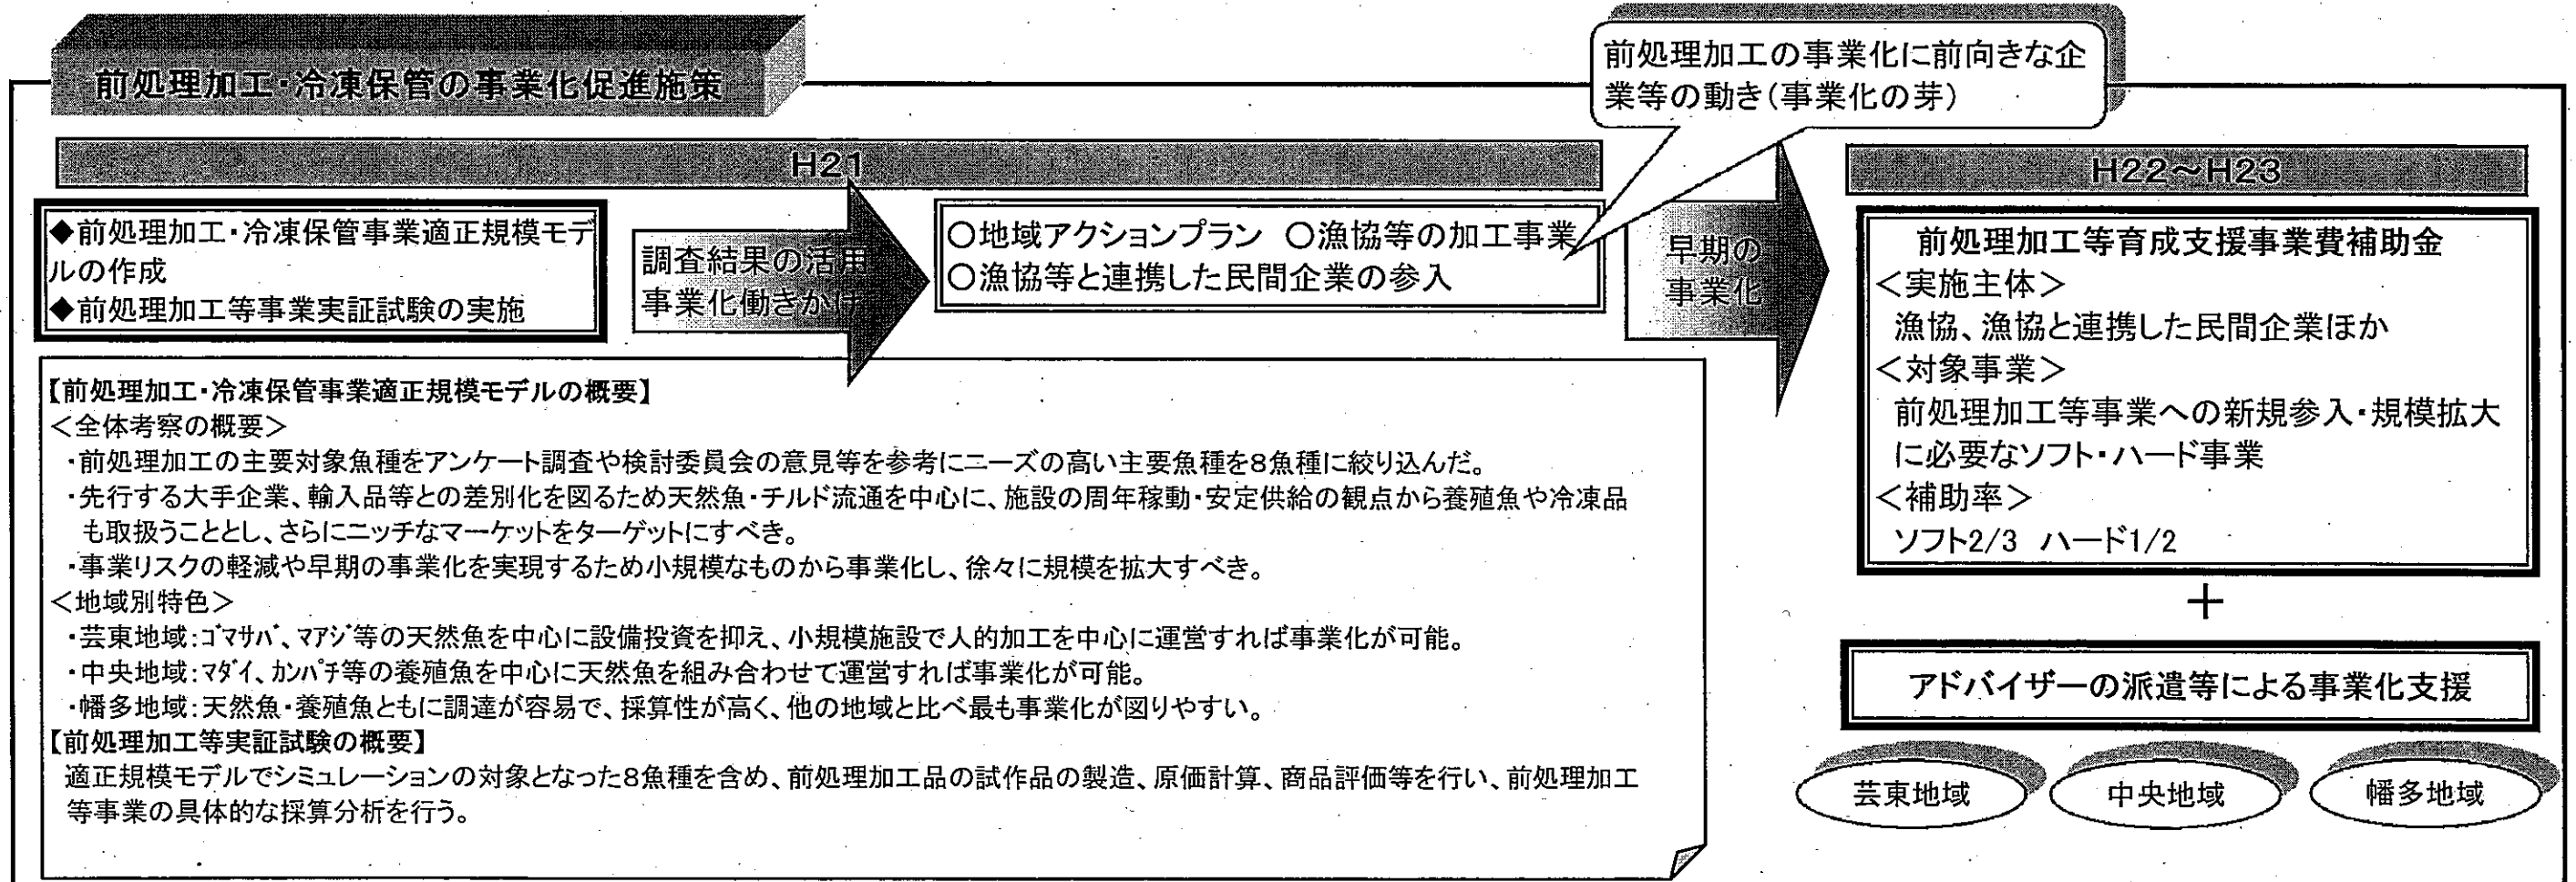 前処理加工・冷凍保管の事業化促進施策
前処理加工の事業化に前向きな企
業等の動き(事業化の芽)
H21
H22～H23
◆前処理加工・冷凍保管事業適正規模モデ
ルの作成
◆前処理加工等事業実証試験の実施
調査結果の活用
事業化働きかけ
○地域アクションプラン ○漁協等の加工事業
○漁協等と連携した民間企業の参入
早期の
事業化
前処理加工等育成支援事業費補助金
＜実施主体＞
漁協、漁協と連携した民間企業ほか
＜対象事業＞
前処理加工等事業への新規参入・規模拡大
に必要なソフト・ハード事業
＜補助率＞
ソフト2/3 ハード1/2
＋
アドバイザーの派遣等による事業化支援
芸東地域
中央地域
幡多地域
【前処理加工・冷凍保管事業適正規模モデルの概要】
＜全体考察の概要＞
・前処理加工の主要対象魚種をアンケート調査や検討委員会の意見等を参考にニーズの高い主要魚種を8魚種に絞り込んだ。
・先行する大手企業、輸入品等との差別化を図るため天然魚・チルド流通を中心に、施設の周年稼動・安定供給の観点から養殖魚や冷凍品
も取扱うこととし、さらにニッチなマーケットをターゲットにすべき。
・事業リスクの軽減や早期の事業化を実現するため小規模なものから事業化し、徐々に規模を拡大すべき。
＜地域別特色＞
・芸東地域:ｺﾞﾏｻﾊﾞ、ﾏｱｼﾞ等の天然魚を中心に設備投資を抑え、小規模施設で人的加工を中心に運営すれば事業化が可能。
・中央地域:ﾏﾀﾞｲ、ｶﾝﾊﾟﾁ等の養殖魚を中心に天然魚を組み合わせて運営すれば事業化が可能。
・幡多地域:天然魚・養殖魚ともに調達が容易で、採算性が高く、他の地域と比べ最も事業化が図りやすい。
【前処理加工等実証試験の概要】
適正規模モデルでシミュレーションの対象となった8魚種を含め、前処理加工品の試作品の製造、原価計算、商品評価等を行い、前処理加工
等事業の具体的な採算分析を行う。